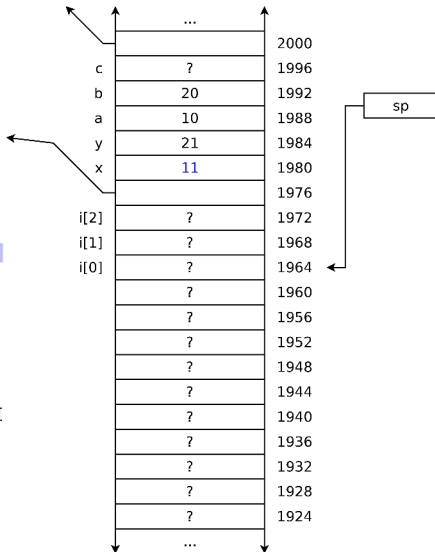 ...
2000
c ? 1996
b 20 1992
a 10 1988
sp
y 21 1984
x 11 1980
1976
i[2] ? 1972
i[1] ? 1968
i[0] ? 1964
? 1960
? 1956
? 1952
? 1948
? 1944
? 1940
? 1936
? 1932
? 1928
? 1924
...